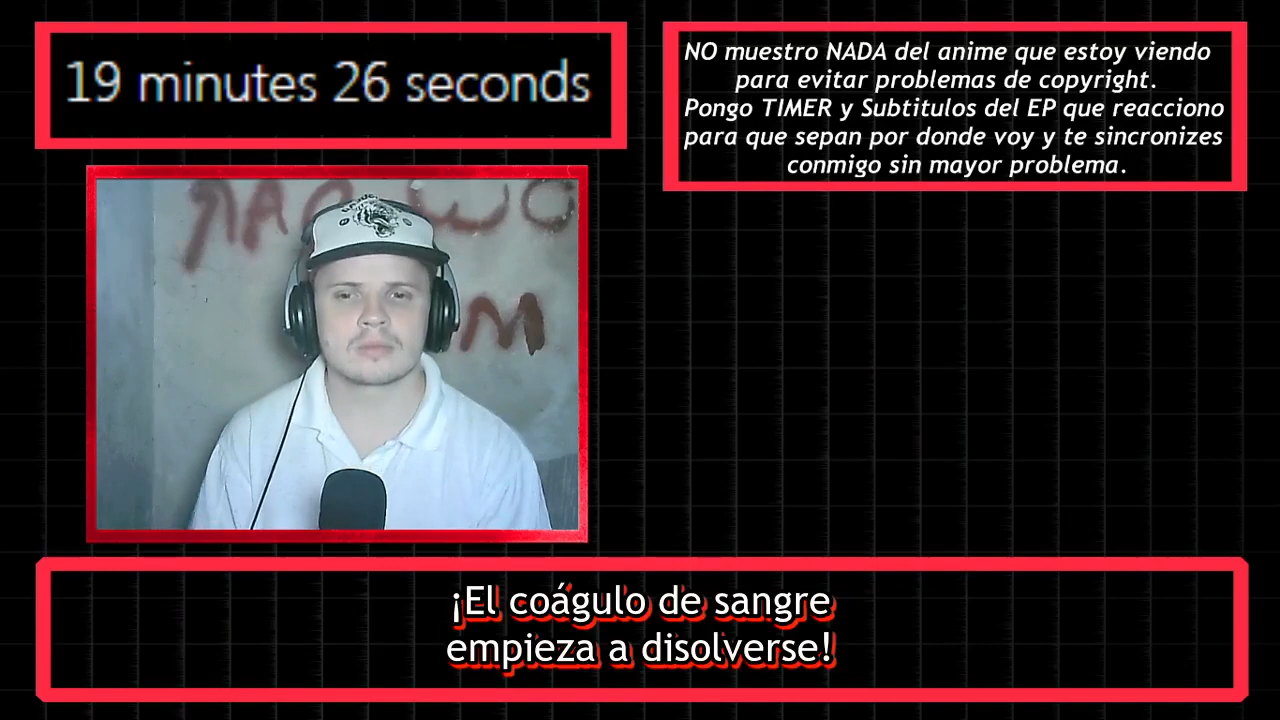 19 minutes 26 seconds
NO muestro NADA del anime que estoy viendo
para evitar problemas de copyright.
Pongo TIMER y Subtitulos del EP que reacciono
para que sepan por donde voy y te sincronizes
conmigo sin mayor problema.
¡El coágulo de sangre
empieza a disolverse!